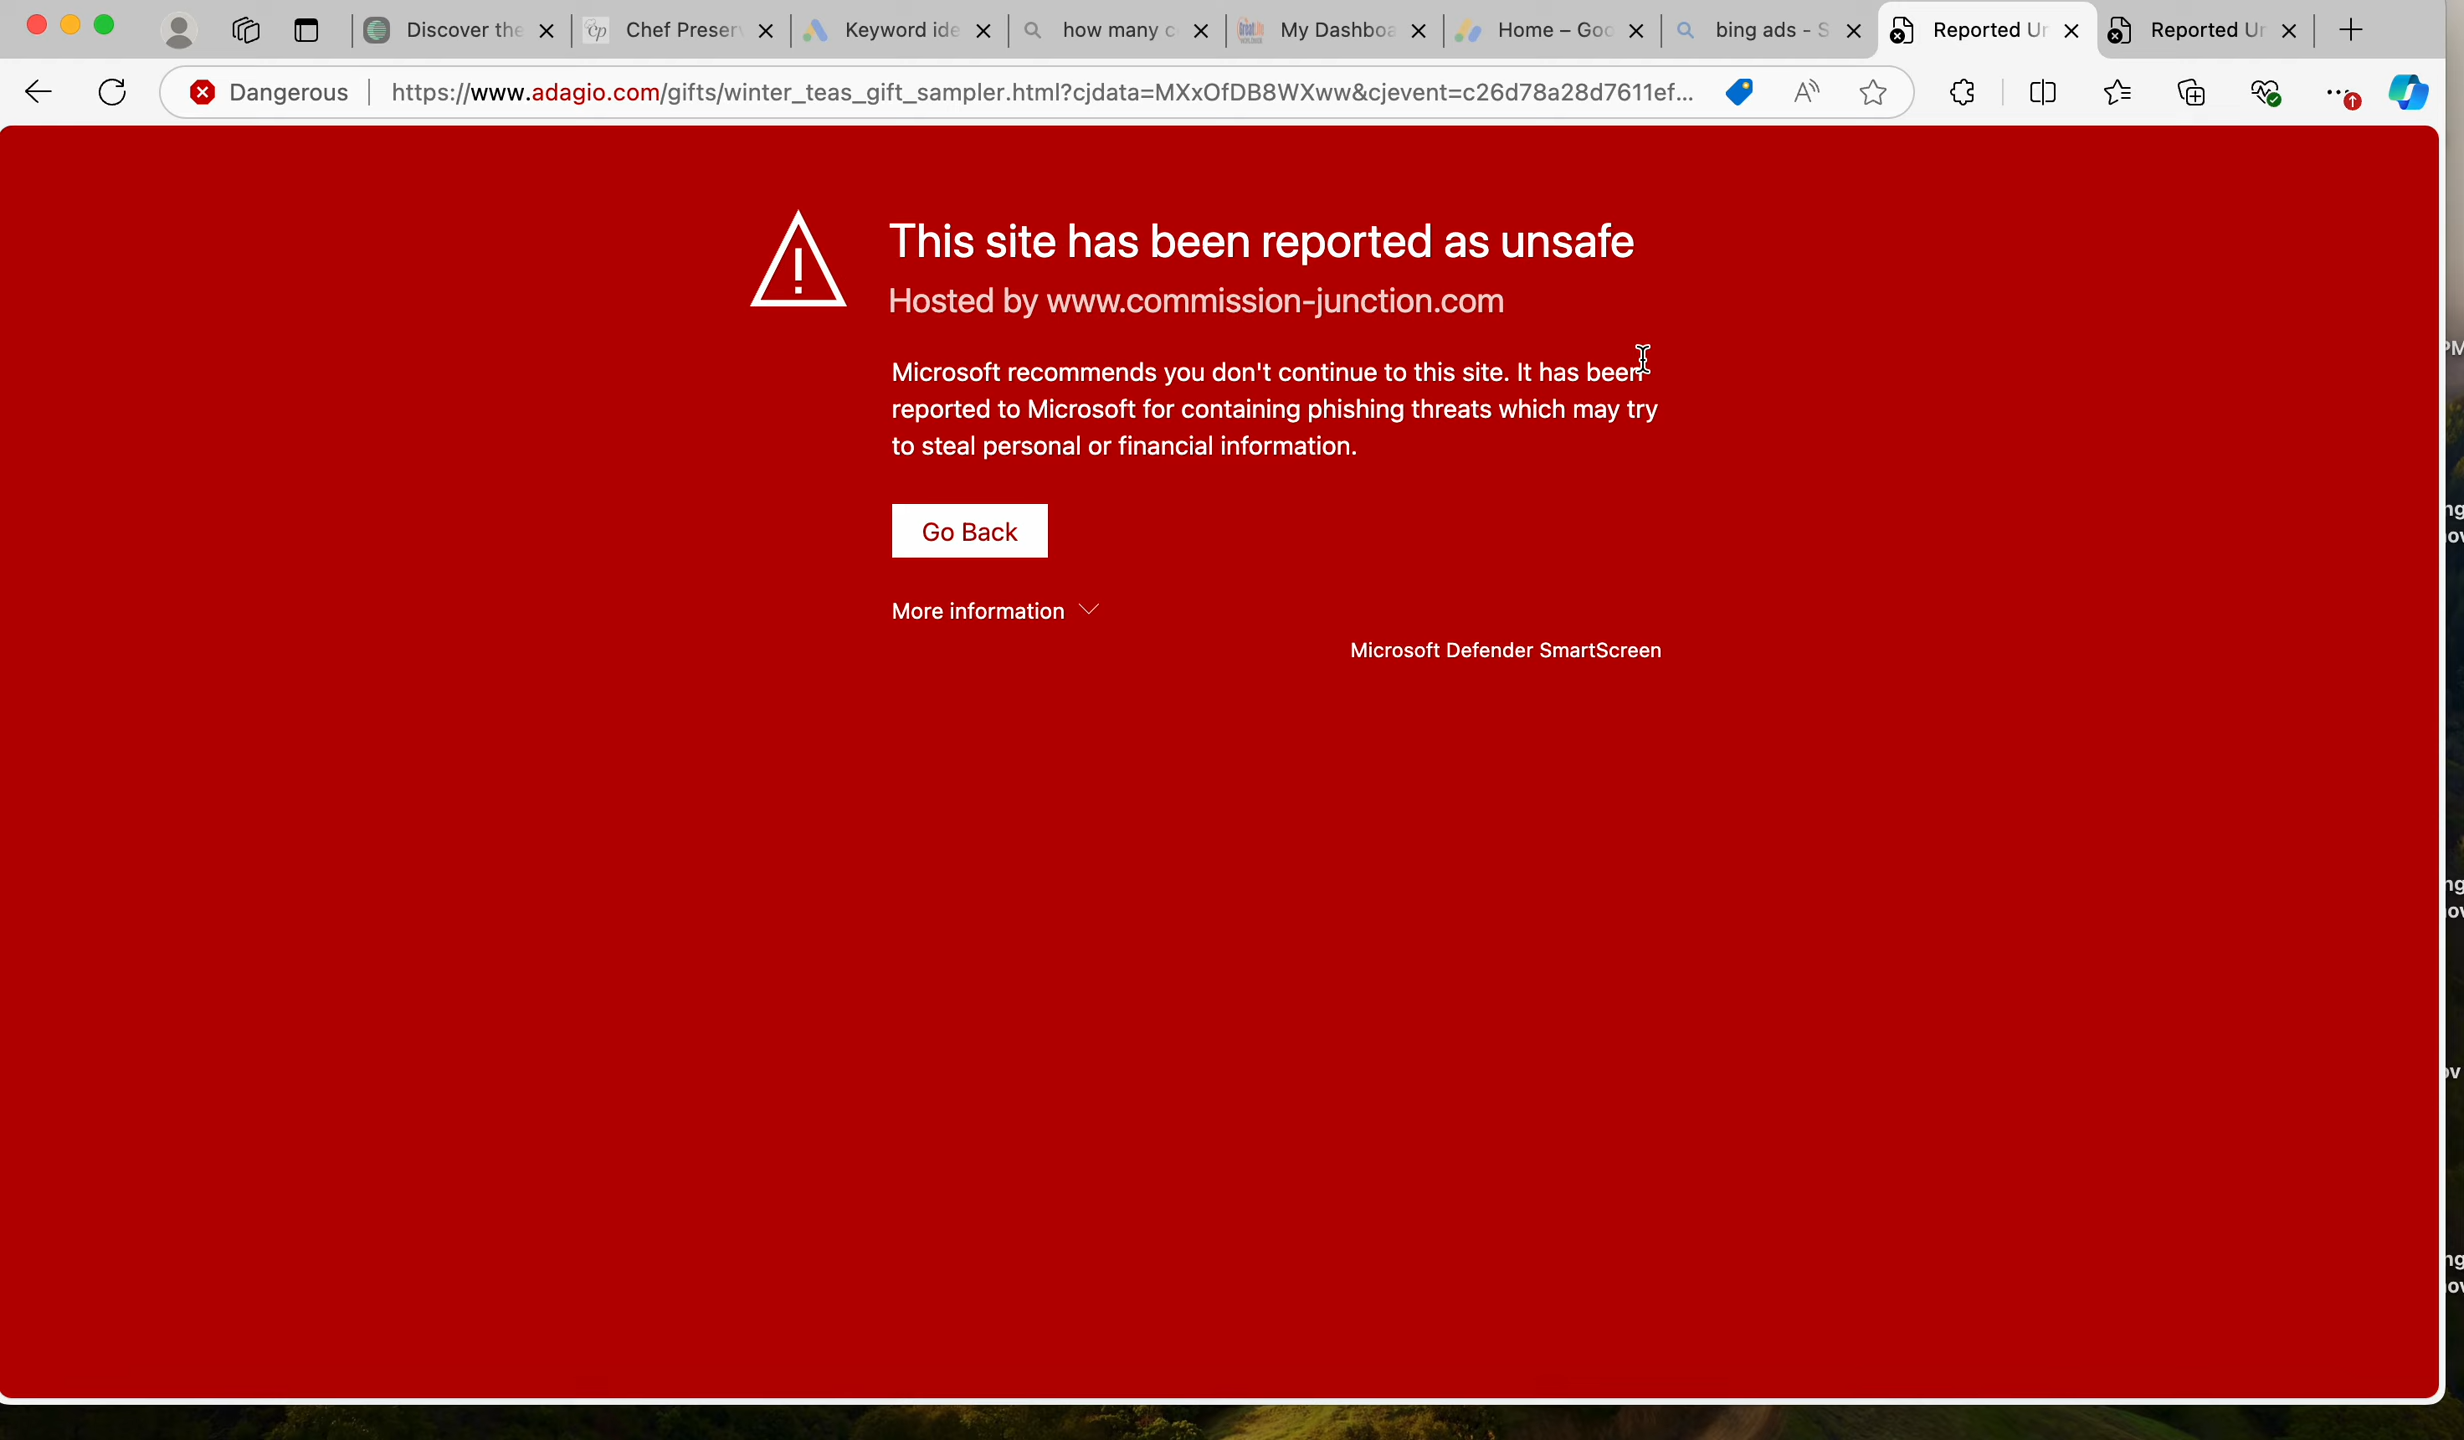 Discover the
Chef Preser
Keyword ide
how many c
My Dashboa
Home – Goo
bing ads - S
Reported Un
Reported Un
Dangerous
https://www.adagio.com/gifts/winter_teas_gift_sampler.html?cjdata=MXxOfDB8WXww&cjevent=c26d78a28d7611ef...
This site has been reported as unsafe
Hosted by www.commission-junction.com
Microsoft recommends you don't continue to this site. It has been
reported to Microsoft for containing phishing threats which may try
to steal personal or financial information.
Go Back
More information
Microsoft Defender SmartScreen